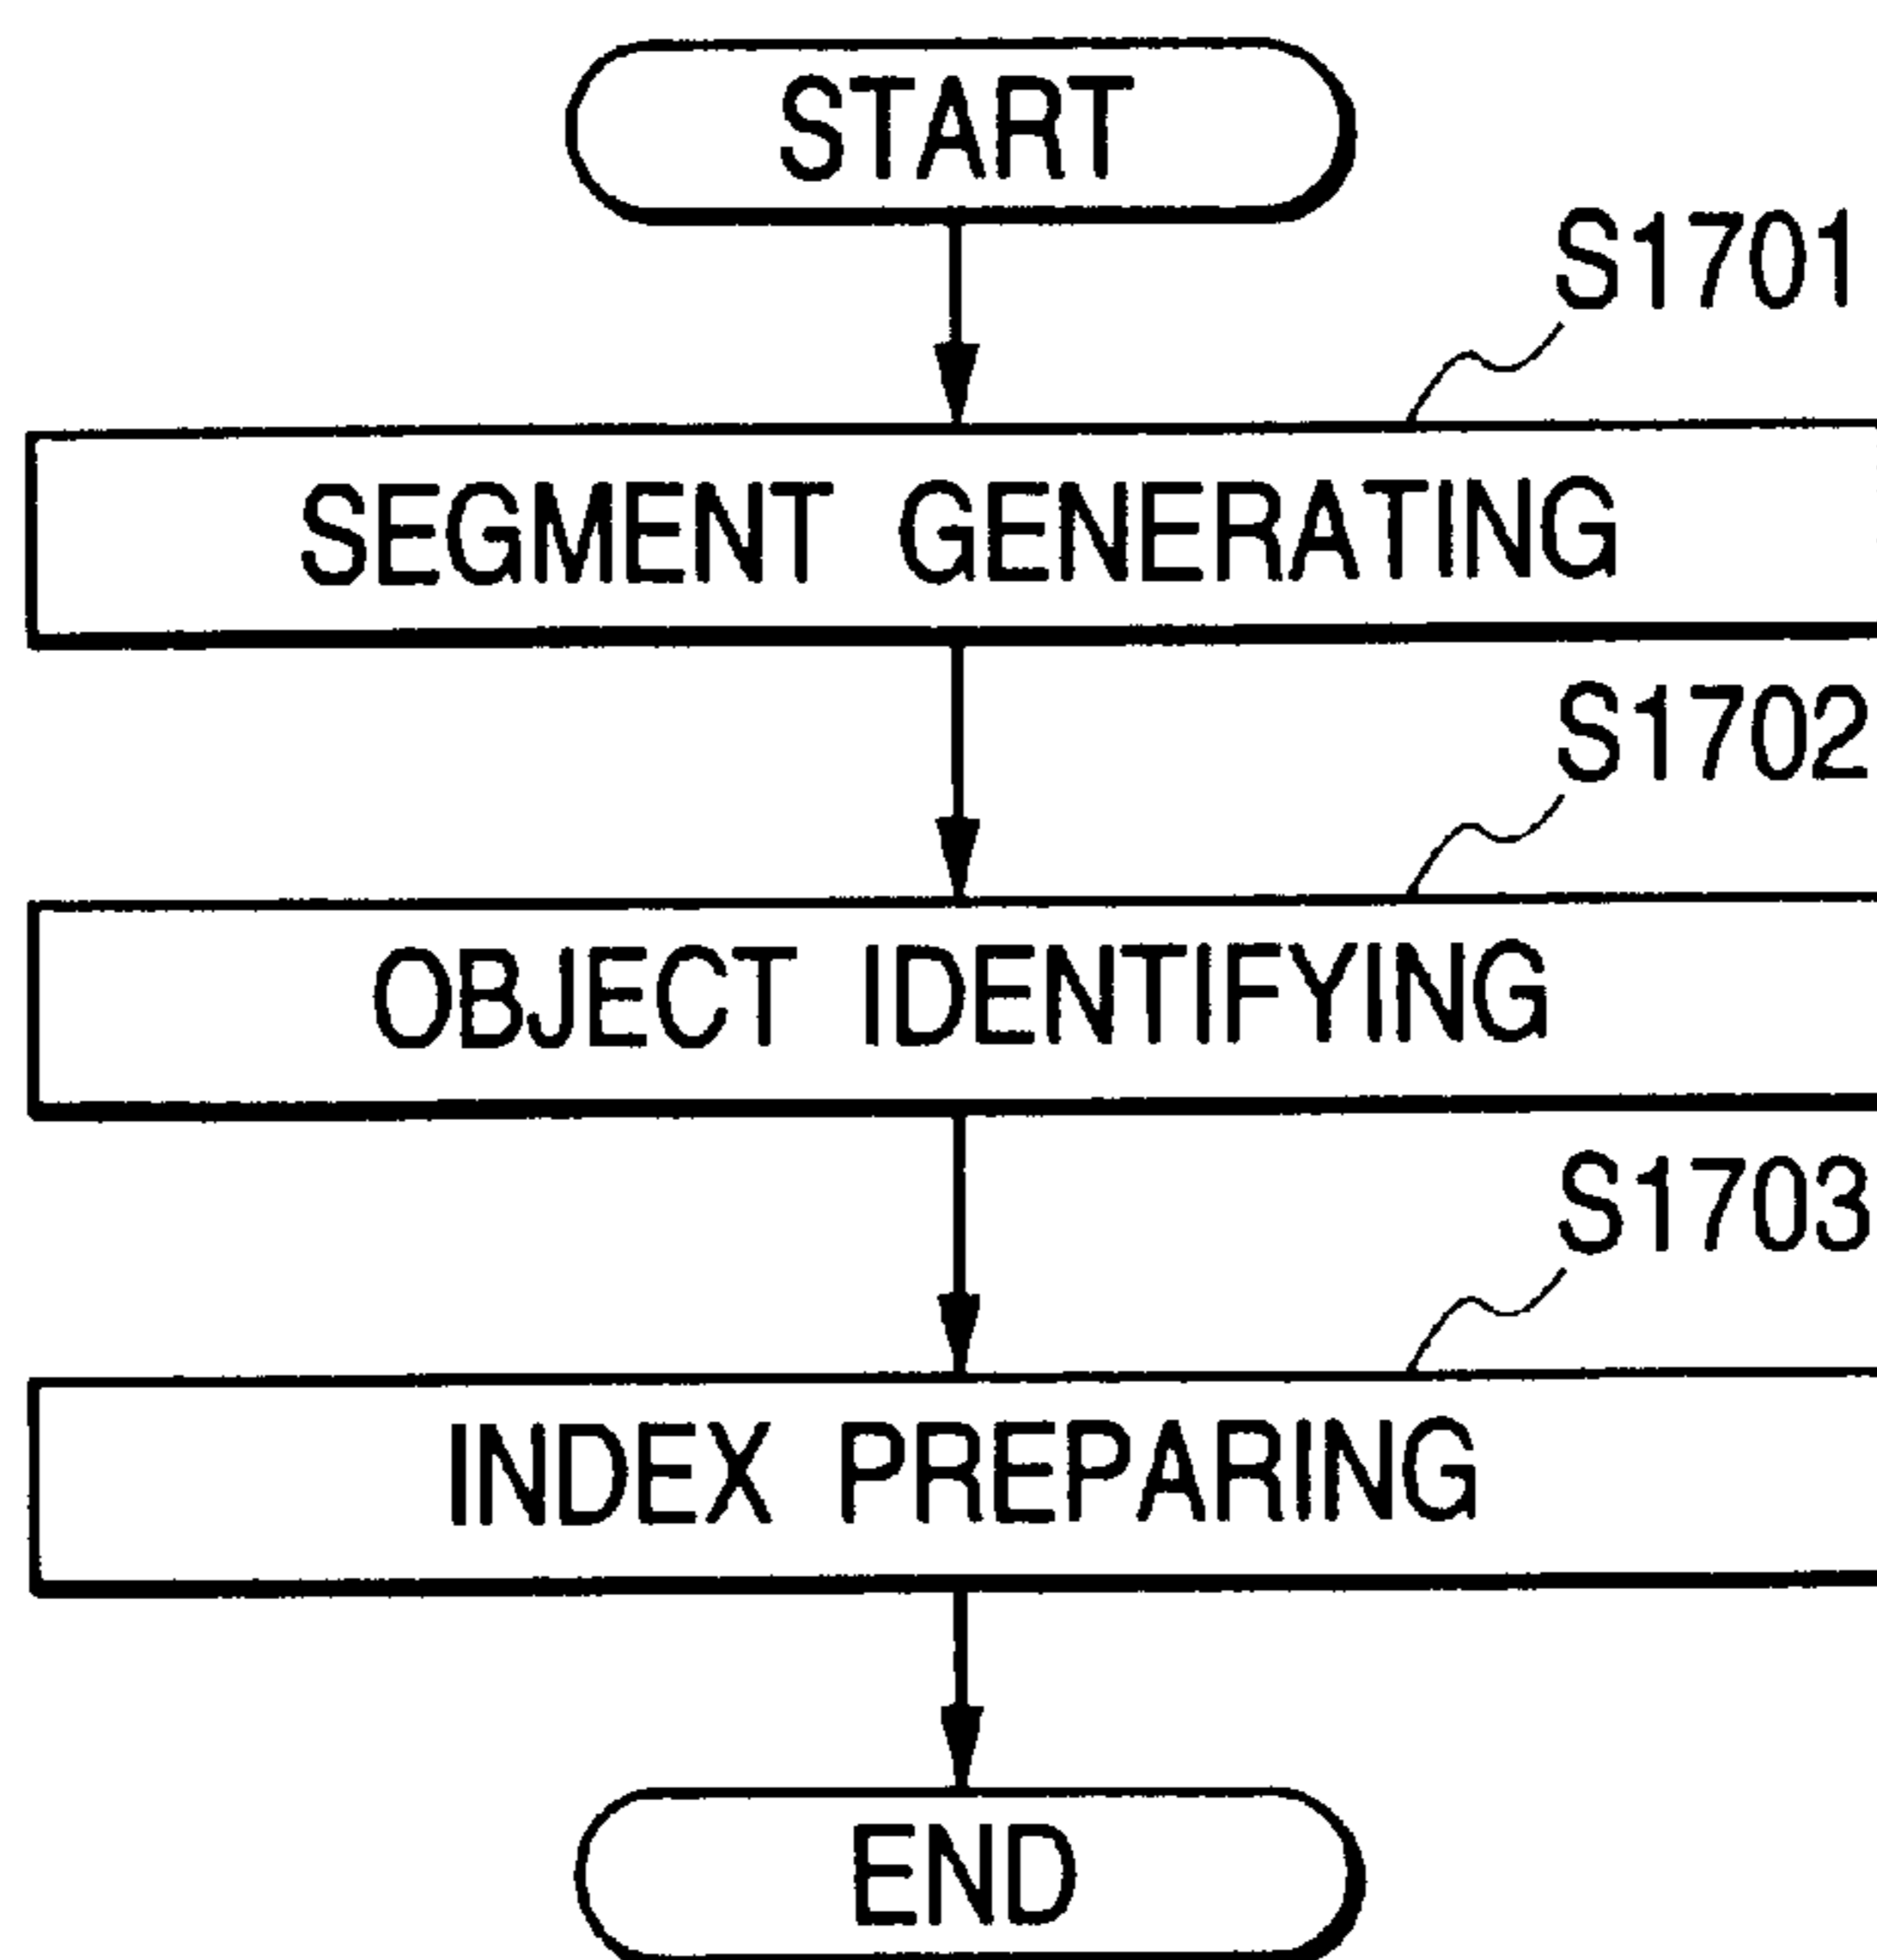 START
S1701
SEGMENT GENERATING
S1702
OBJECT IDENTIFYING
S1703
INDEX PREPARING
END